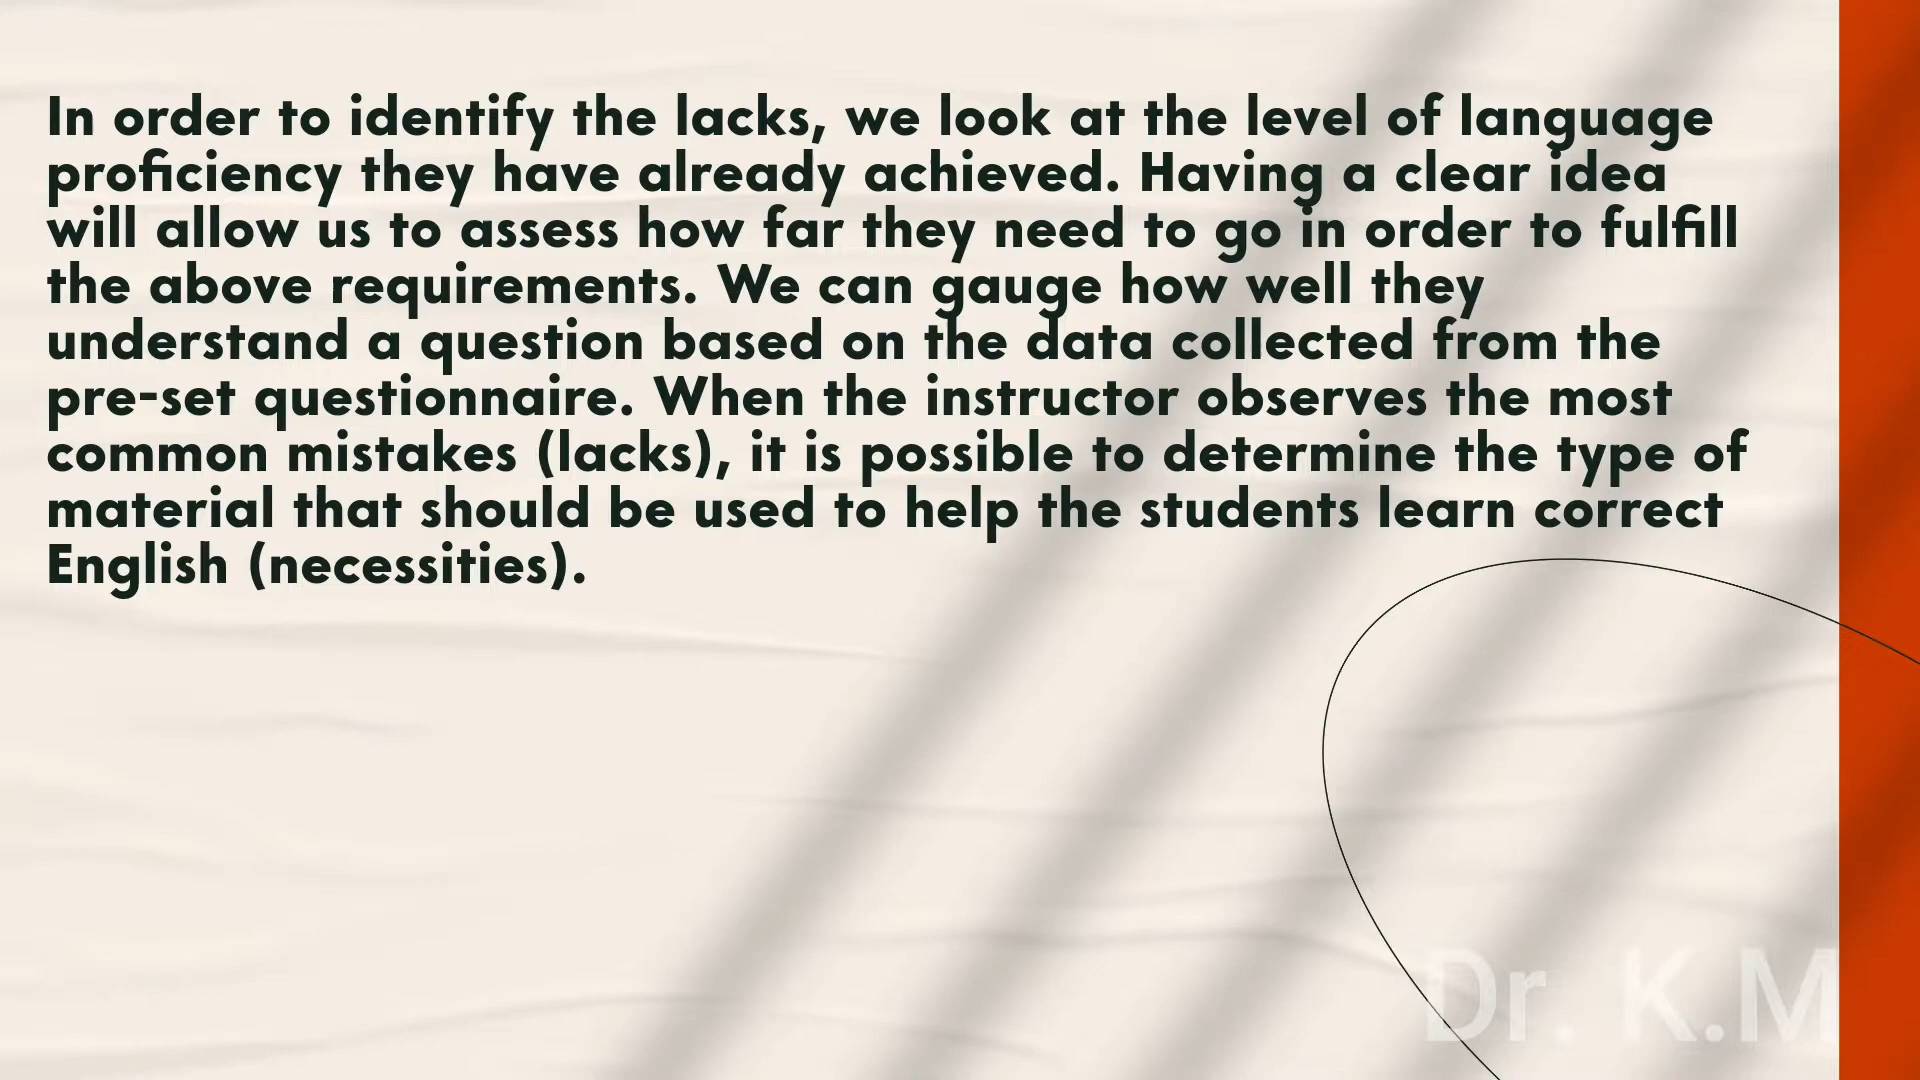 In order to identify the lacks, we look at the level of language
proficiency they have already achieved. Having a clear idea
will allow us to assess how far they need to go in order to fulfill
the above requirements. We can gauge how well they
understand a question based on the data collected from the
pre-set questionnaire. When the instructor observes the most
common mistakes (lacks), it is possible to determine the type of
material that should be used to help the students learn correct
English (necessities).
Dr. K.M